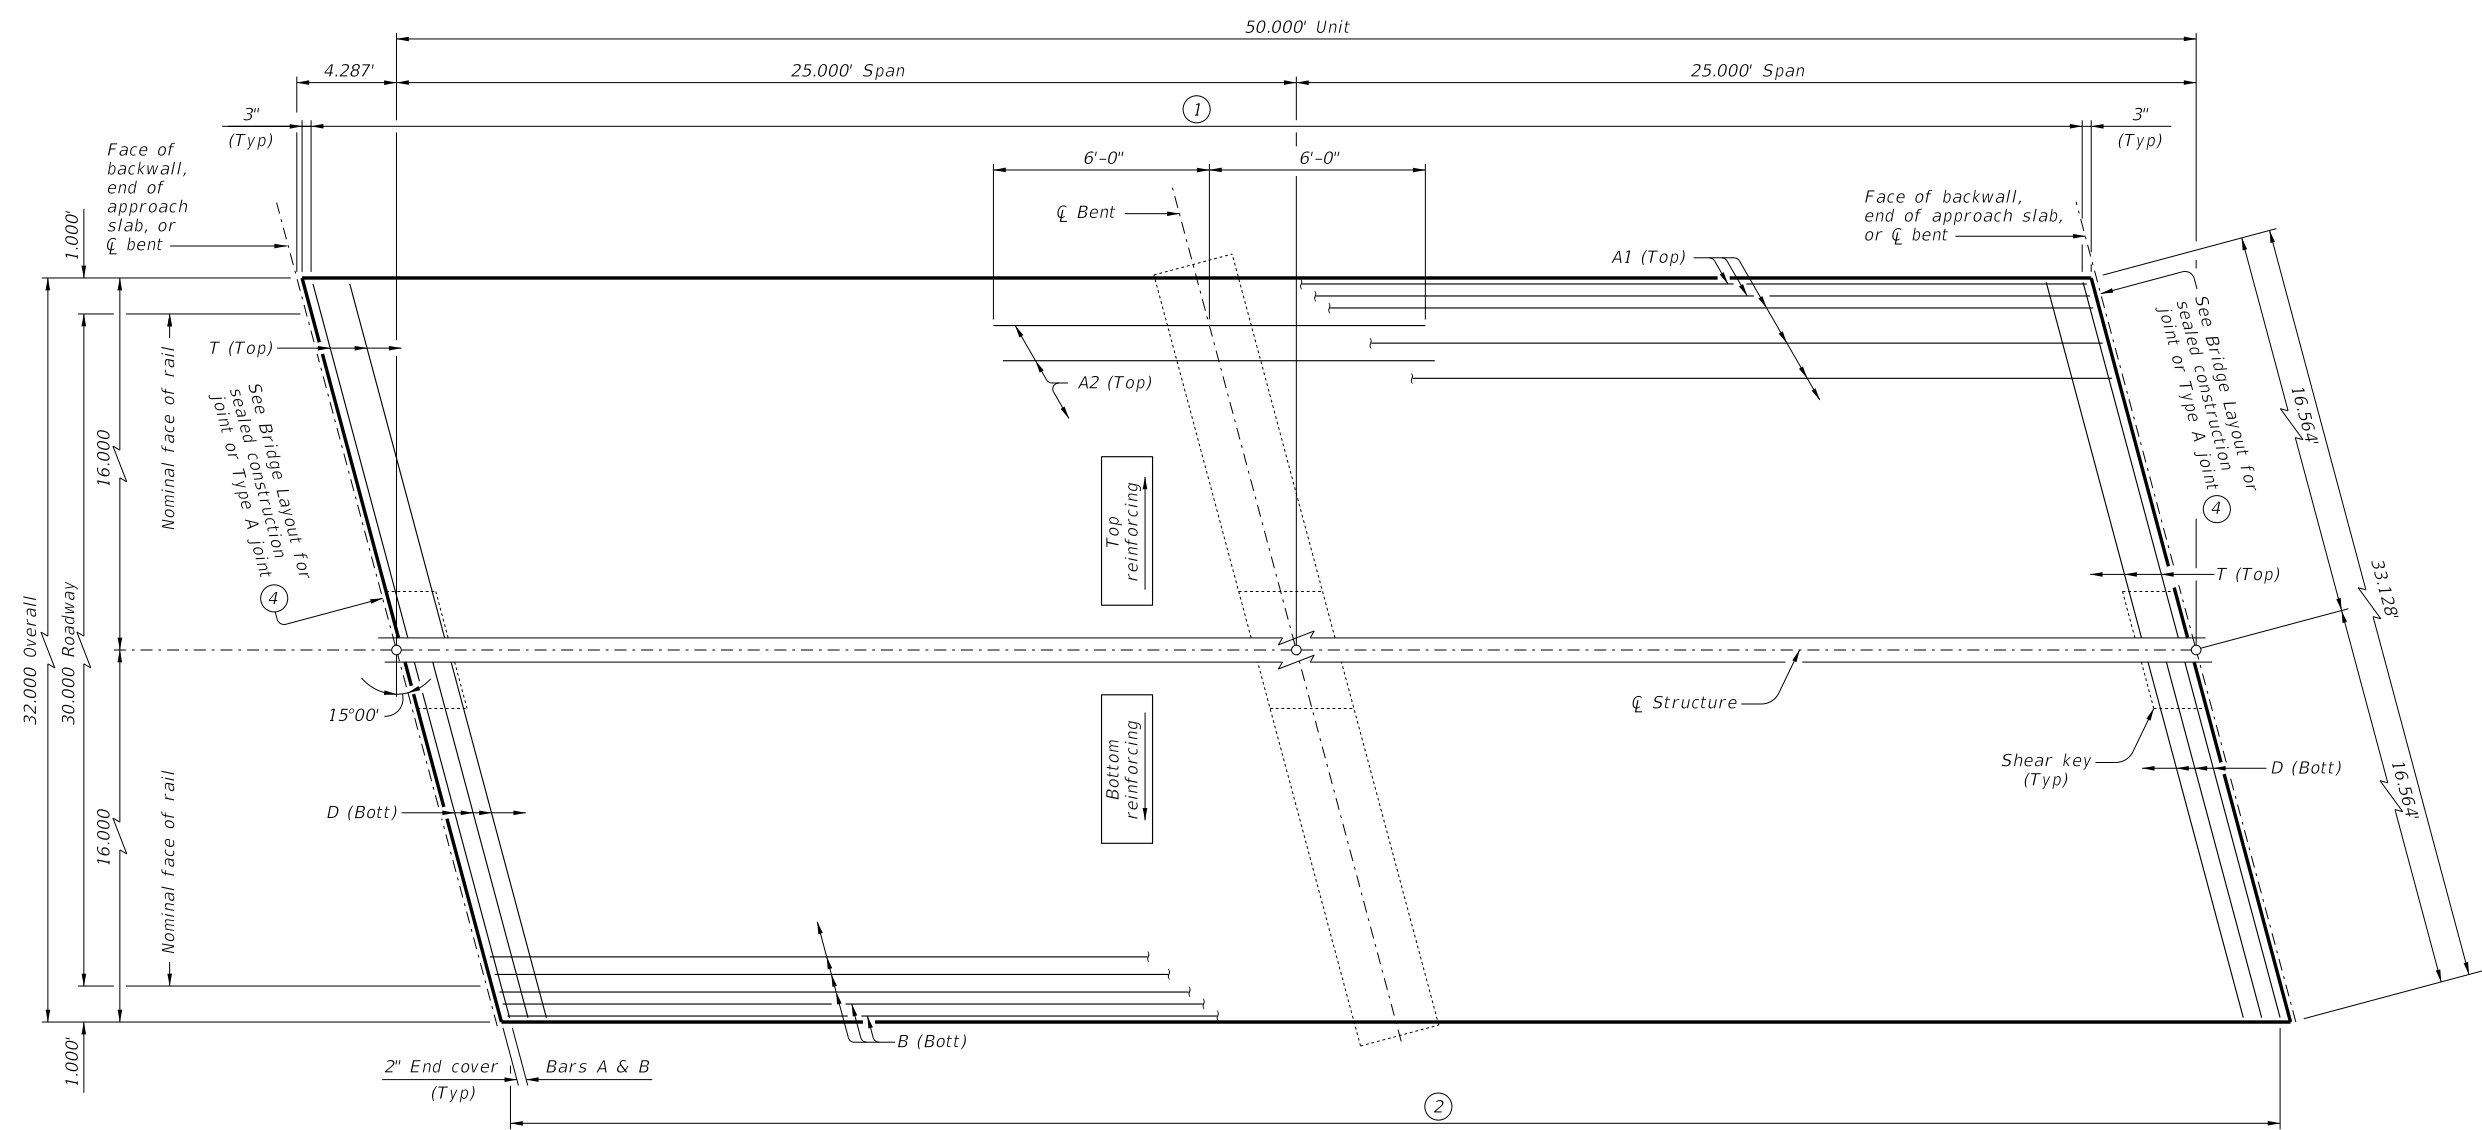 50.000' Unit
4.287'
25.000' Span
25.000' Span
3"
(Typ)
1
3"
(Typ)
Face of
backwall,
end of
approach
slab, or
℄ bent
6'-0"
6'-0"
℄ Bent
Face of backwall,
end of approach slab,
or ℄ bent
1.000'
A1 (Top)
T (Top)
A2 (Top)
See Bridge Layout for
sealed construction
joint or Type A joint
4
See Bridge Layout for
sealed construction
joint or Type A joint
4
16.564'
33.128'
16.564'
Nominal face of rail
16.000
32.000 Overall
30.000 Roadway
Top
reinforcing
T (Top)
15°00'
℄ Structure
Bottom
reinforcing
Shear key
(Typ)
D (Bott)
D (Bott)
16.000
Nominal face of rail
B (Bott)
1.000'
2" End cover
(Typ)
Bars A & B
2